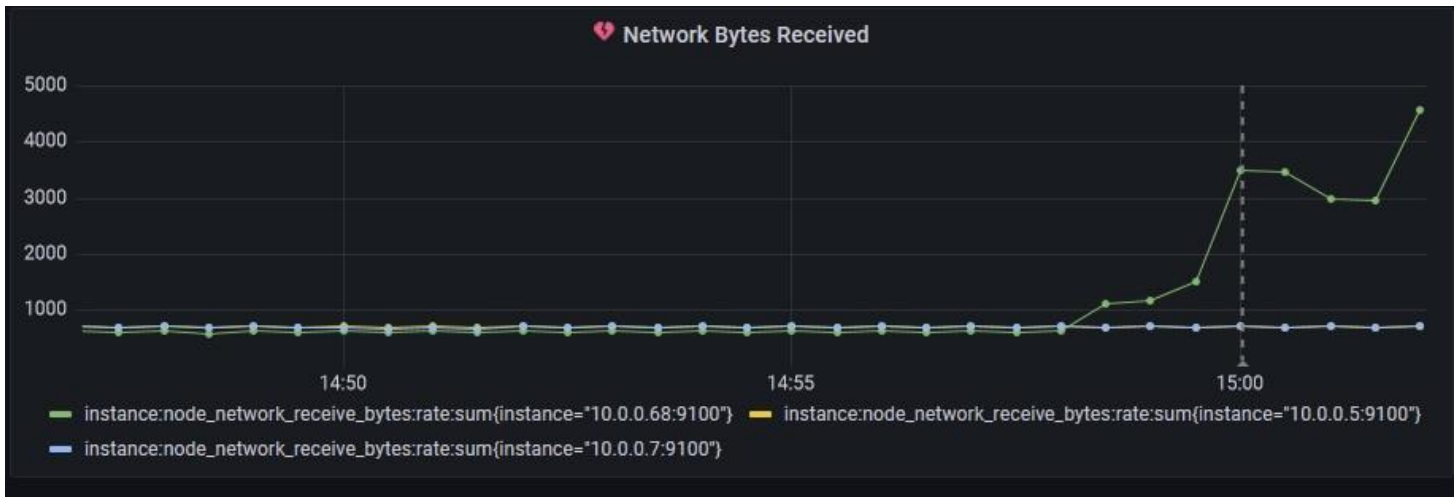 Network Bytes Received
5000
4000
3000
2000
1000
14:50 14:55 15:00
instance:node_network_receive_bytes:rate:sum{instance="10.0.0.68:9100"} instance:node_network_receive_bytes:rate:sum{instance="10.0.0.5:9100"}
instance:node_network_receive_bytes:rate:sum{instance="10.0.0.7:9100"}